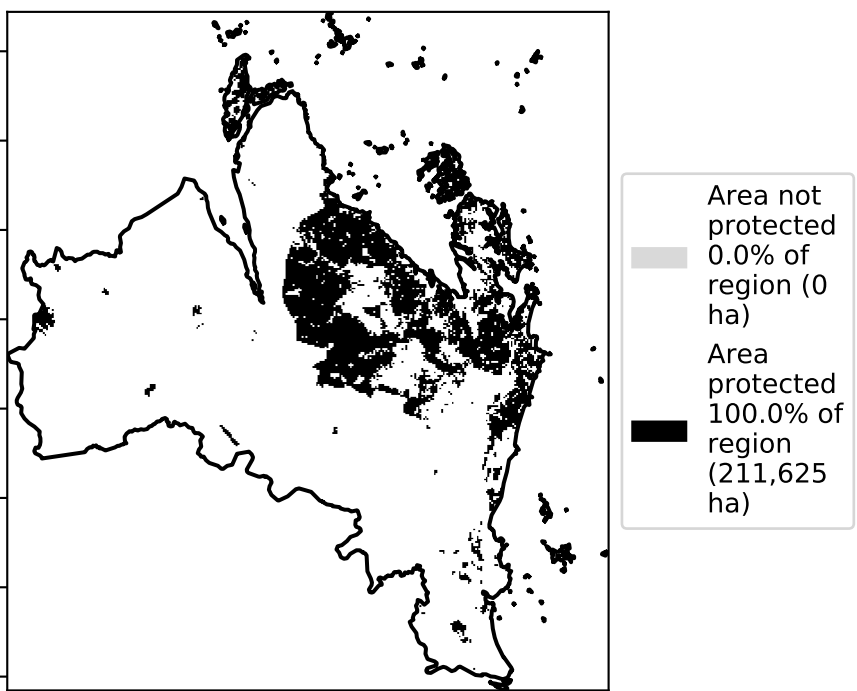 Area not
protected
0.0% of
region (0
ha)
Area
protected
100.0% of
region
(211,625
ha)